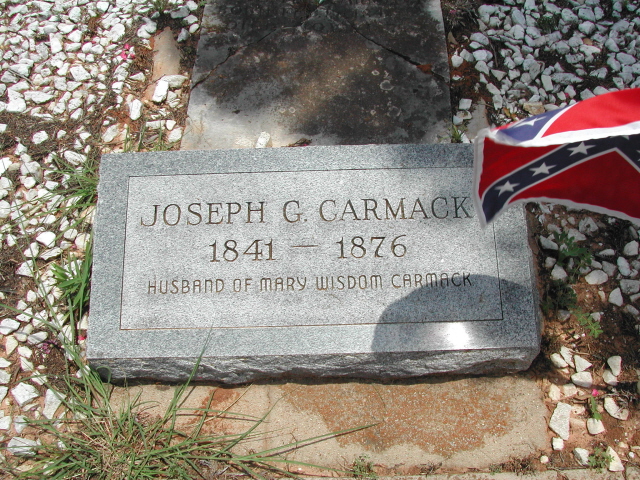 JOSEPH G. CARMACK
1841 — 1876
HUSBAND OF MARY WISDOM CARMACK